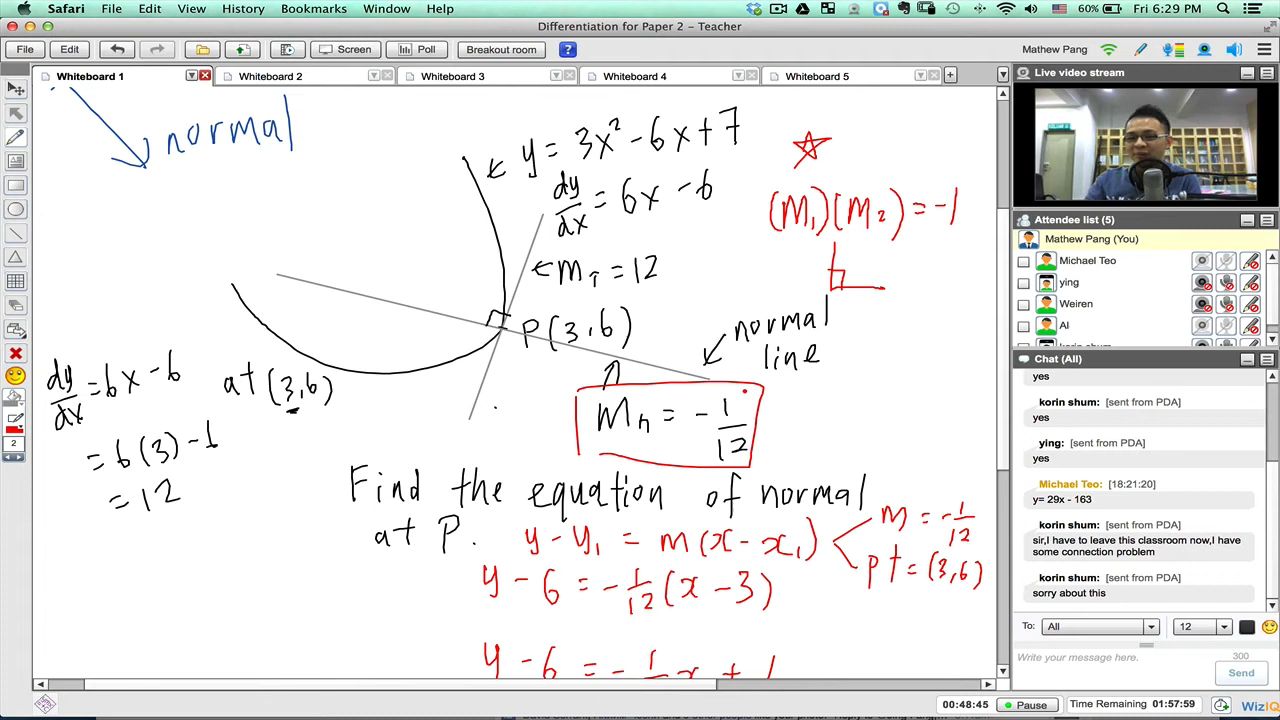 Safari File Edit View History Bookmarks Window Help
60% Fri 6:29 PM
Differentiation for Paper 2 - Teacher
File Edit Screen Poll Breakout room ? Mathew Pang
Whiteboard 1 Whiteboard 2 Whiteboard 3 Whiteboard 4 Whiteboard 5 +
normal
y = 3x² - 6x + 7
dy/dx = 6x - 6
(m₁)(m₂) = -1
← m_T = 12
P(3,6)
normal
line
dy/dx = 6x - 6 at (3,6)
= 6(3) - 6
= 12
m_n = -1/12
Find the equation of normal
at P.
y - y₁ = m(x - x₁)
m = -1/12
pt = (3,6)
y - 6 = -1/12(x - 3)
2
Live video stream
Attendee list (5)
Mathew Pang (You)
Michael Teo
ying
Weiren
Al
korin shum: [sent from PDA]
Chat (All)
yes
korin shum: [sent from PDA]
yes
ying: [sent from PDA]
yes
Michael Teo: [18:21:20]
y= 29x - 163
korin shum: [sent from PDA]
sir,I have to leave this classroom now,I have
some connection problem
korin shum: [sent from PDA]
sorry about this
To: All 12
Write your message here. 300
Send
00:48:45 Pause Time Remaining 01:57:59 WizIQ